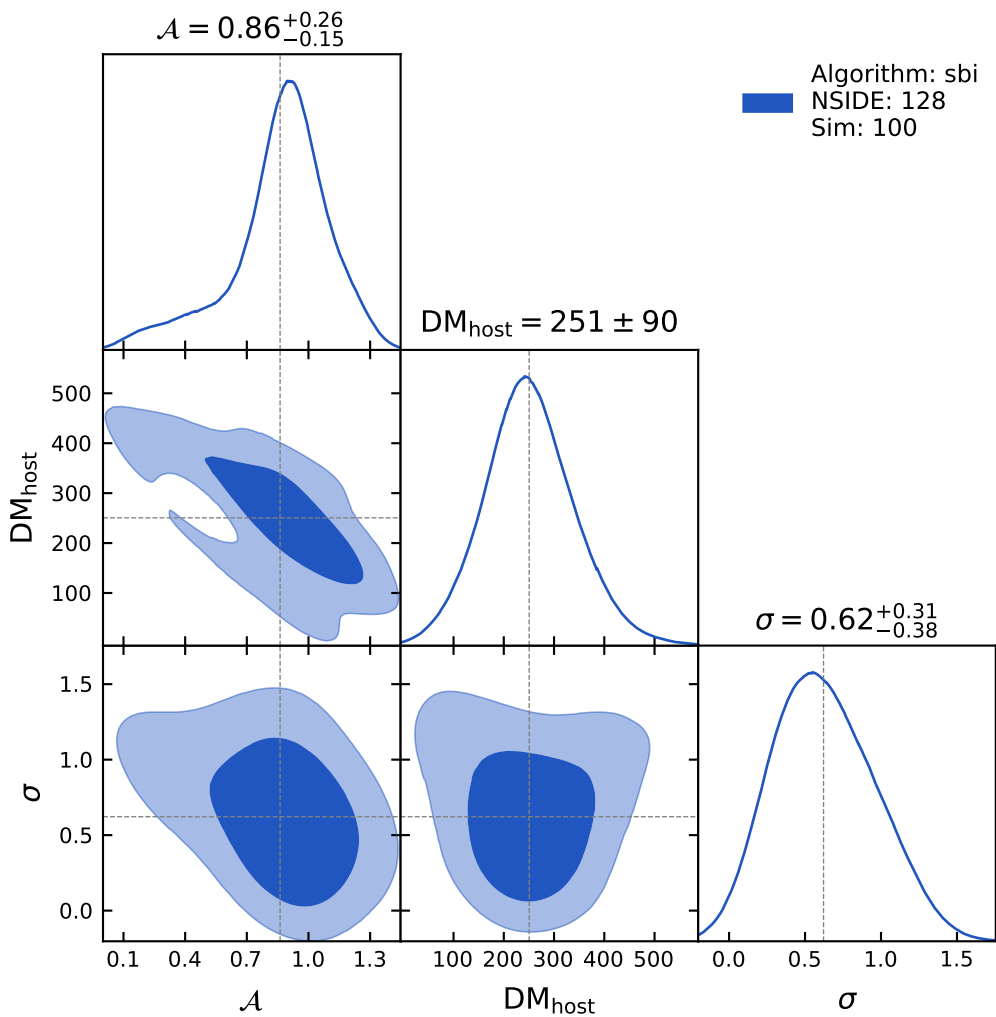 𝒜 = 0.86 +0.26 −0.15
Algorithm: sbi
NSIDE: 128
Sim: 100
DM_host = 251 ± 90
500
400
300
200
100
DM_host
σ = 0.62 +0.31 −0.38
1.5
1.0
0.5
0.0
σ
0.1 0.4 0.7 1.0 1.3
100 200 300 400 500
0.0 0.5 1.0 1.5
𝒜
DM_host
σ